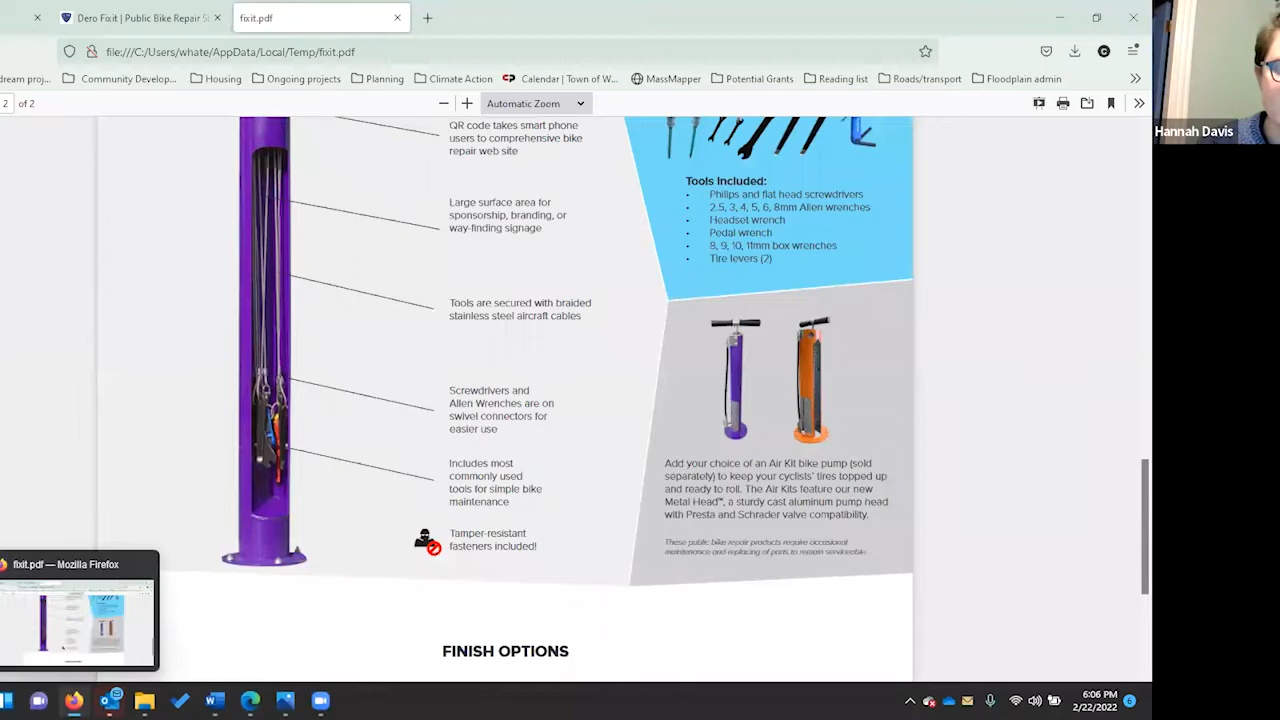 Dero Fixit | Public Bike Repair S
fixit.pdf
file:///C:/Users/whate/AppData/Local/Temp/fixit.pdf
dream proj...
Community Develop...
Housing
Ongoing projects
Planning
Climate Action
Calendar | Town of W...
MassMapper
Potential Grants
Reading list
Roads/transport
Floodplain admin
2 of 2
Automatic Zoom
Hannah Davis
QR code takes smart phone
users to comprehensive bike
repair web site
Large surface area for
sponsorship, branding, or
way-finding signage
Tools are secured with braided
stainless steel aircraft cables
Screwdrivers and
Allen Wrenches are on
swivel connectors for
easier use
Includes most
commonly used
tools for simple bike
maintenance
Tamper-resistant
fasteners included!
Tools Included:
• Philips and flat head screwdrivers
• 2.5, 3, 4, 5, 6, 8mm Allen wrenches
• Headset wrench
• Pedal wrench
• 8, 9, 10, 11mm box wrenches
• Tire levers (2)
Add your choice of an Air Kit bike pump (sold
separately) to keep your cyclists' tires topped up
and ready to roll. The Air Kits feature our new
Metal Head™, a sturdy cast aluminum pump head
with Presta and Schrader valve compatibility.
These public bike repair products require occasional
maintenance and replacing of parts to remain serviceable.
FINISH OPTIONS
fixit.pdf — Mozilla Firefox
6:06 PM
2/22/2022
6